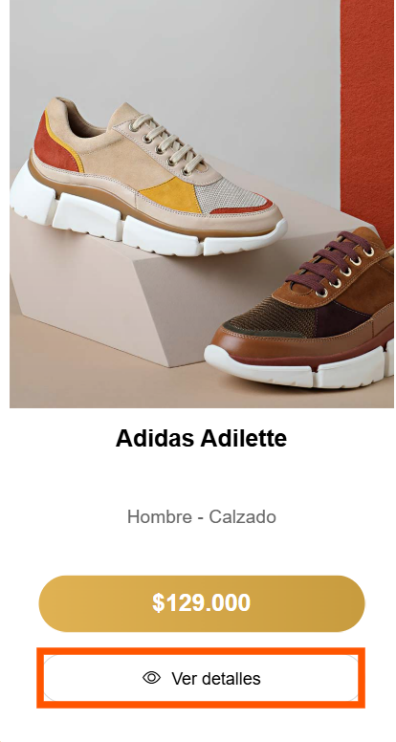 Adidas Adilette
Hombre - Calzado
$129.000
Ver detalles